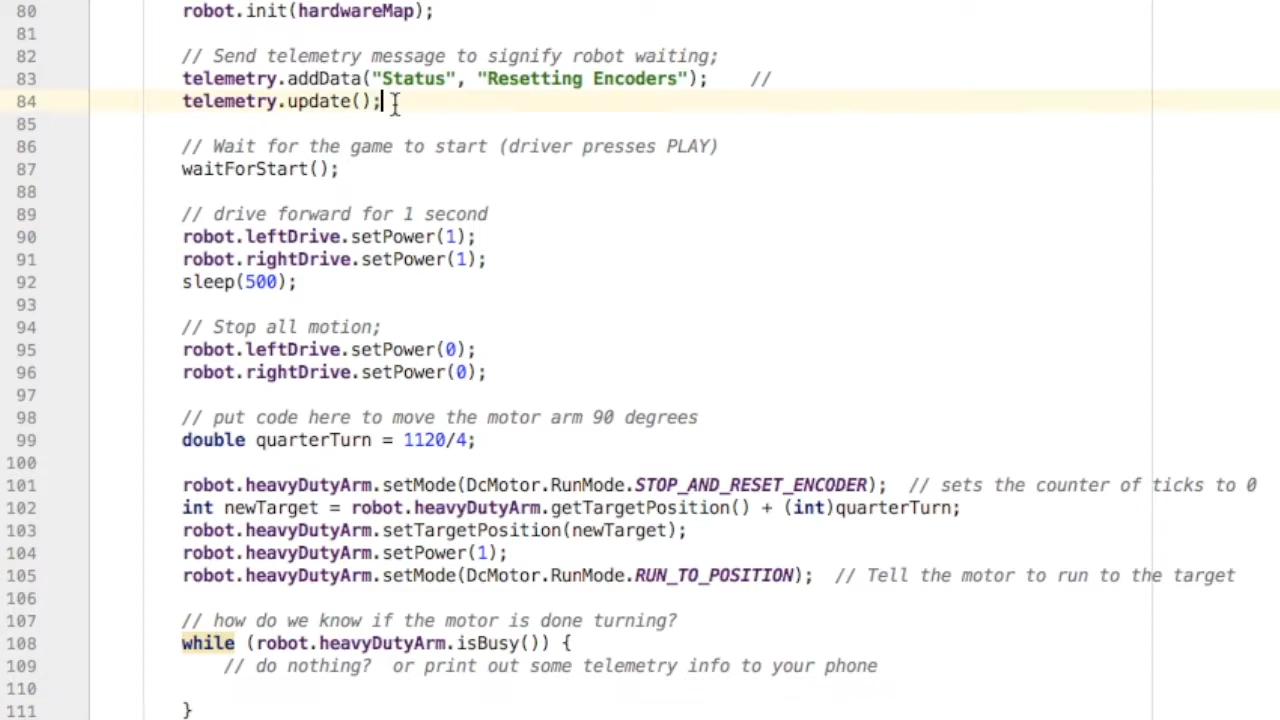 80 robot.init(hardwareMap);
81
82 // Send telemetry message to signify robot waiting;
83 telemetry.addData("Status", "Resetting Encoders");    //
84 telemetry.update();
85
86 // Wait for the game to start (driver presses PLAY)
87 waitForStart();
88
89 // drive forward for 1 second
90 robot.leftDrive.setPower(1);
91 robot.rightDrive.setPower(1);
92 sleep(500);
93
94 // Stop all motion;
95 robot.leftDrive.setPower(0);
96 robot.rightDrive.setPower(0);
97
98 // put code here to move the motor arm 90 degrees
99 double quarterTurn = 1120/4;
100
101 robot.heavyDutyArm.setMode(DcMotor.RunMode.STOP_AND_RESET_ENCODER);  // sets the counter of ticks to 0
102 int newTarget = robot.heavyDutyArm.getTargetPosition() + (int)quarterTurn;
103 robot.heavyDutyArm.setTargetPosition(newTarget);
104 robot.heavyDutyArm.setPower(1);
105 robot.heavyDutyArm.setMode(DcMotor.RunMode.RUN_TO_POSITION);  // Tell the motor to run to the target
106
107 // how do we know if the motor is done turning?
108 while (robot.heavyDutyArm.isBusy()) {
109     // do nothing?  or print out some telemetry info to your phone
110
111 }